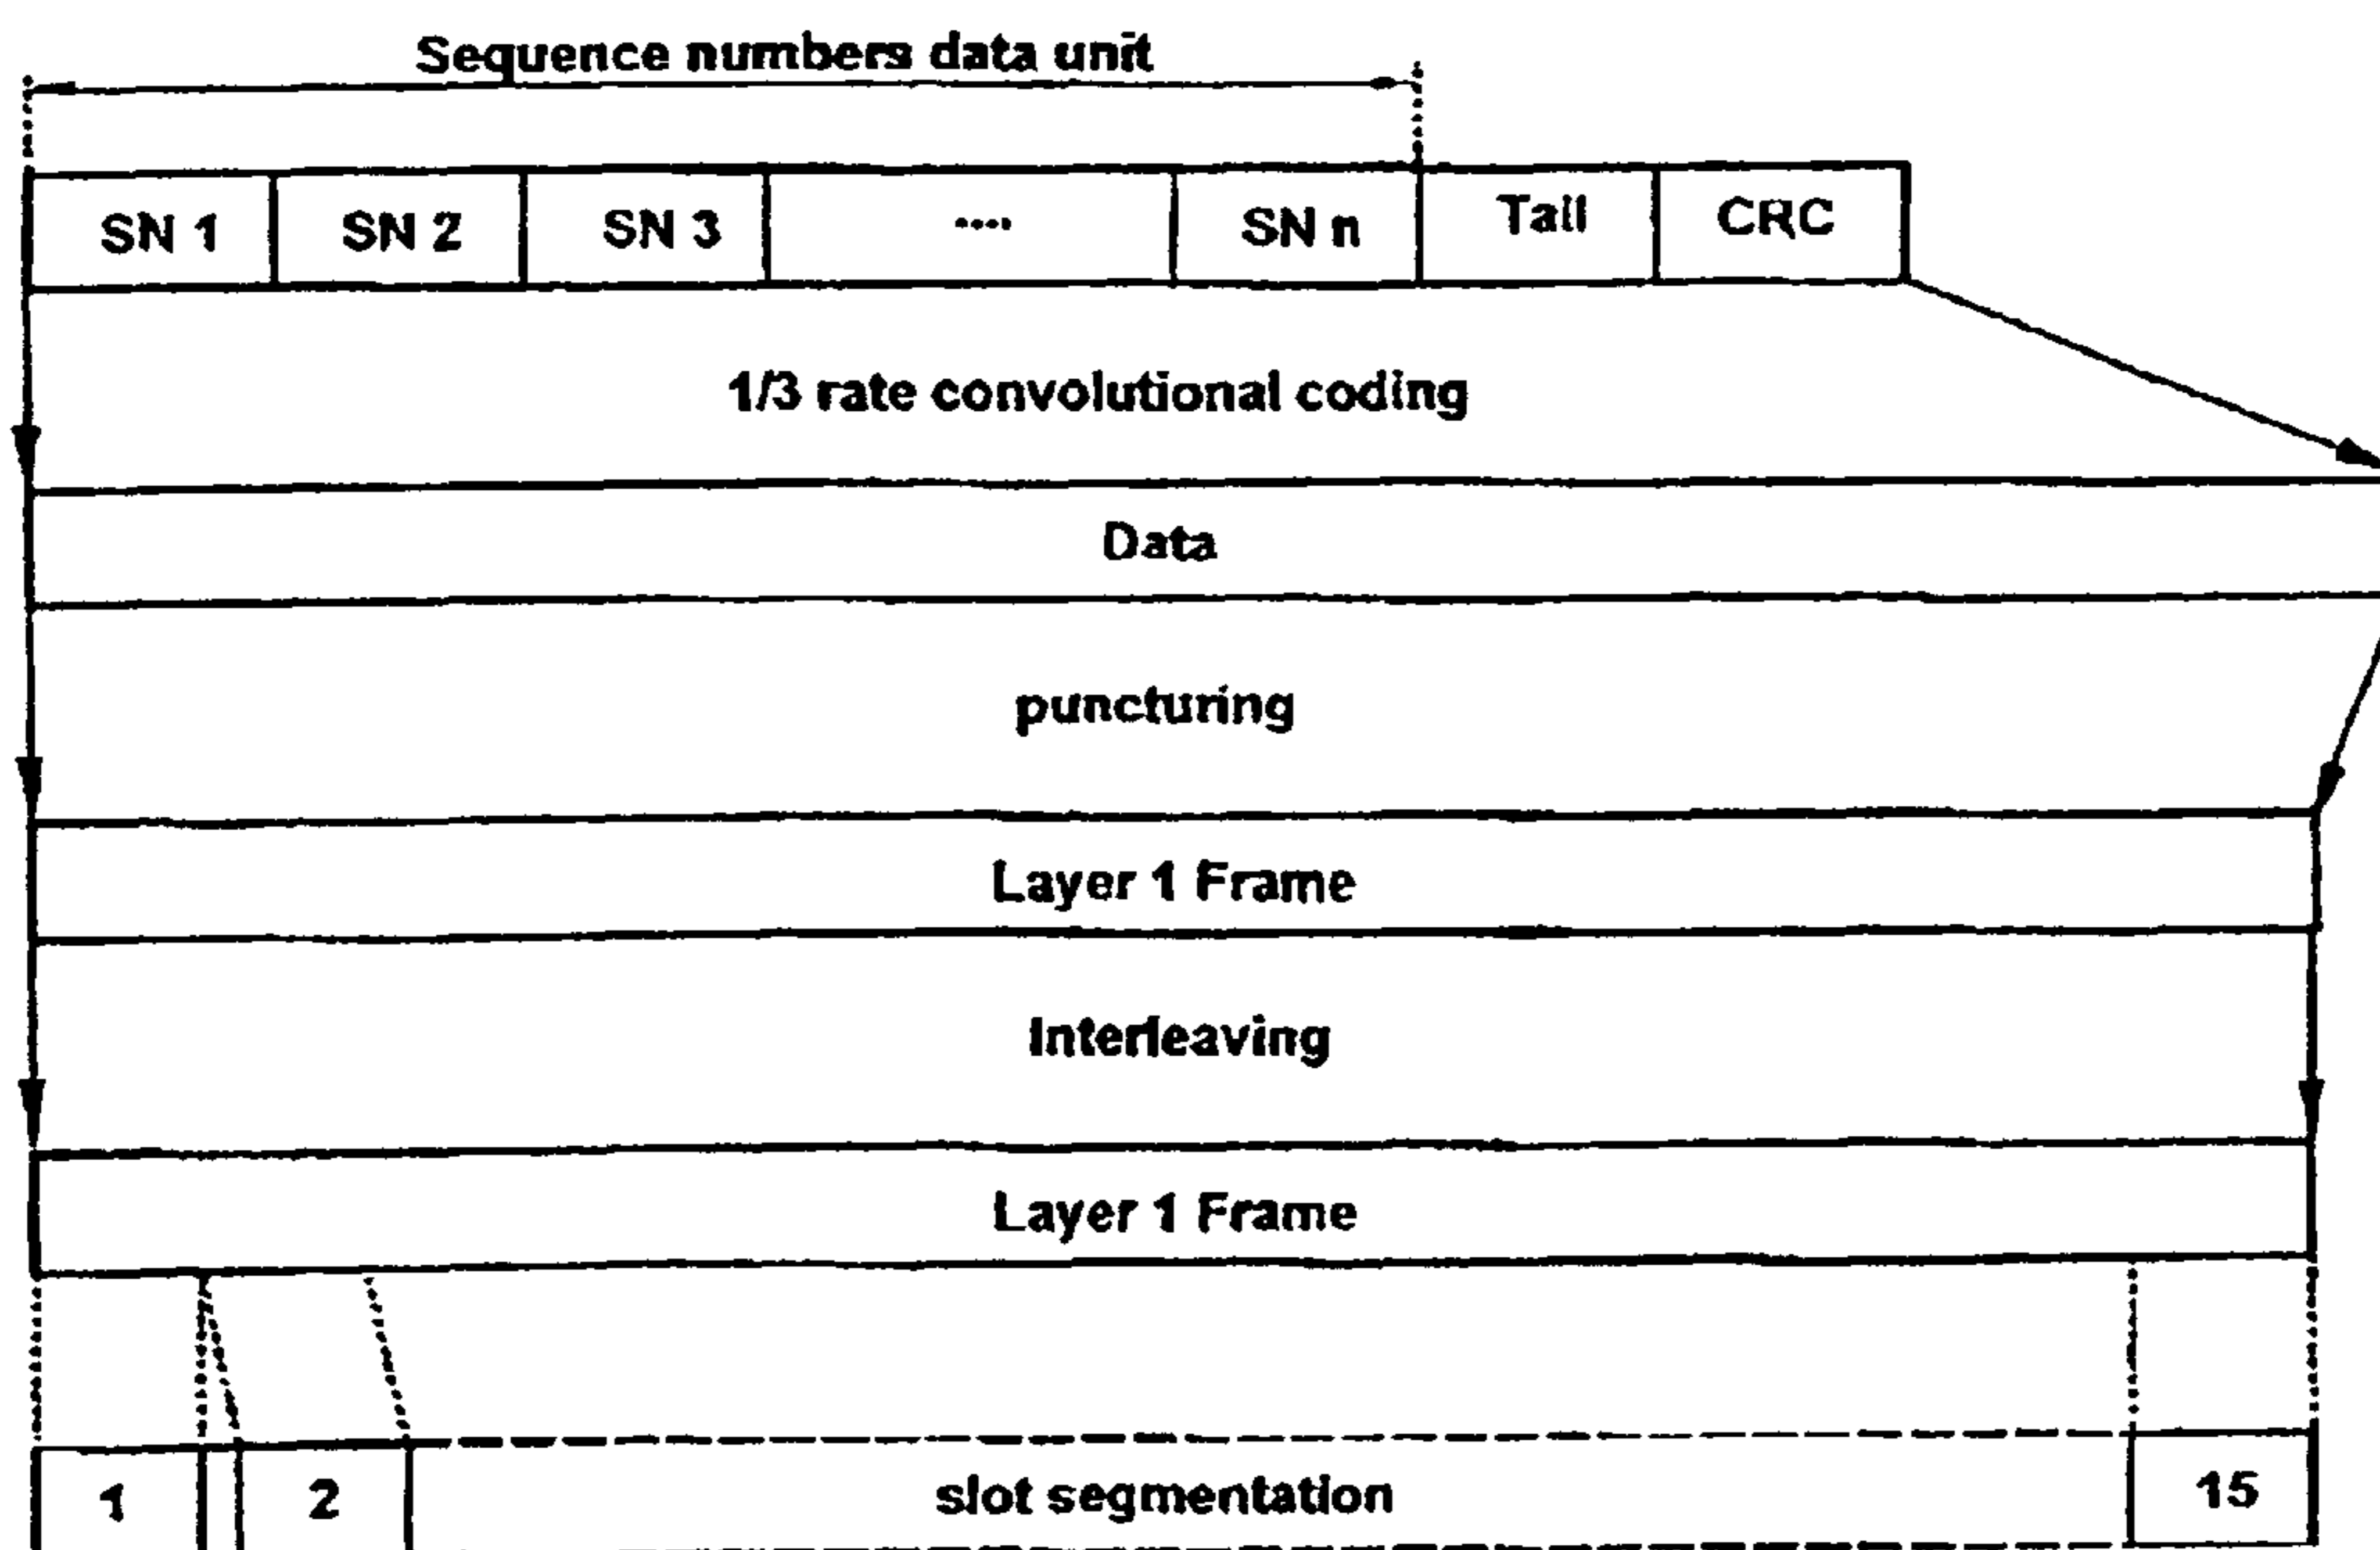 Sequence numbers data unit
SN 1 SN 2 SN 3 .... SN n Tail CRC
1/3 rate convolutional coding
Data
puncturing
Layer 1 Frame
Interleaving
Layer 1 Frame
1 2 slot segmentation 15